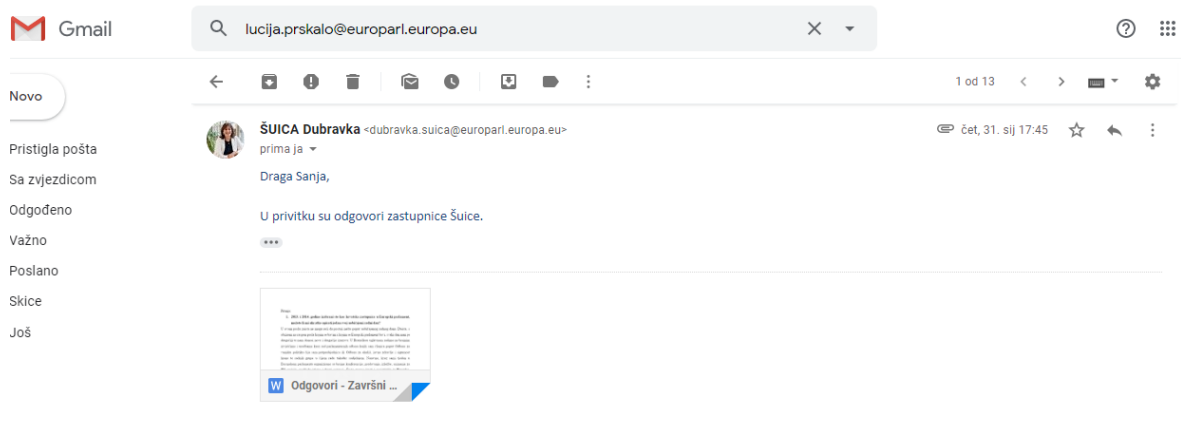 Gmail
lucija.prskalo@europarl.europa.eu
Novo
1 od 13
Pristigla pošta
Sa zvjezdicom
Odgođeno
Važno
Poslano
Skice
Još
ŠUICA Dubravka <dubravka.suica@europarl.europa.eu>
čet, 31. sij 17:45
prima ja
Draga Sanja,
U privitku su odgovori zastupnice Šuice.
W Odgovori - Završni ...